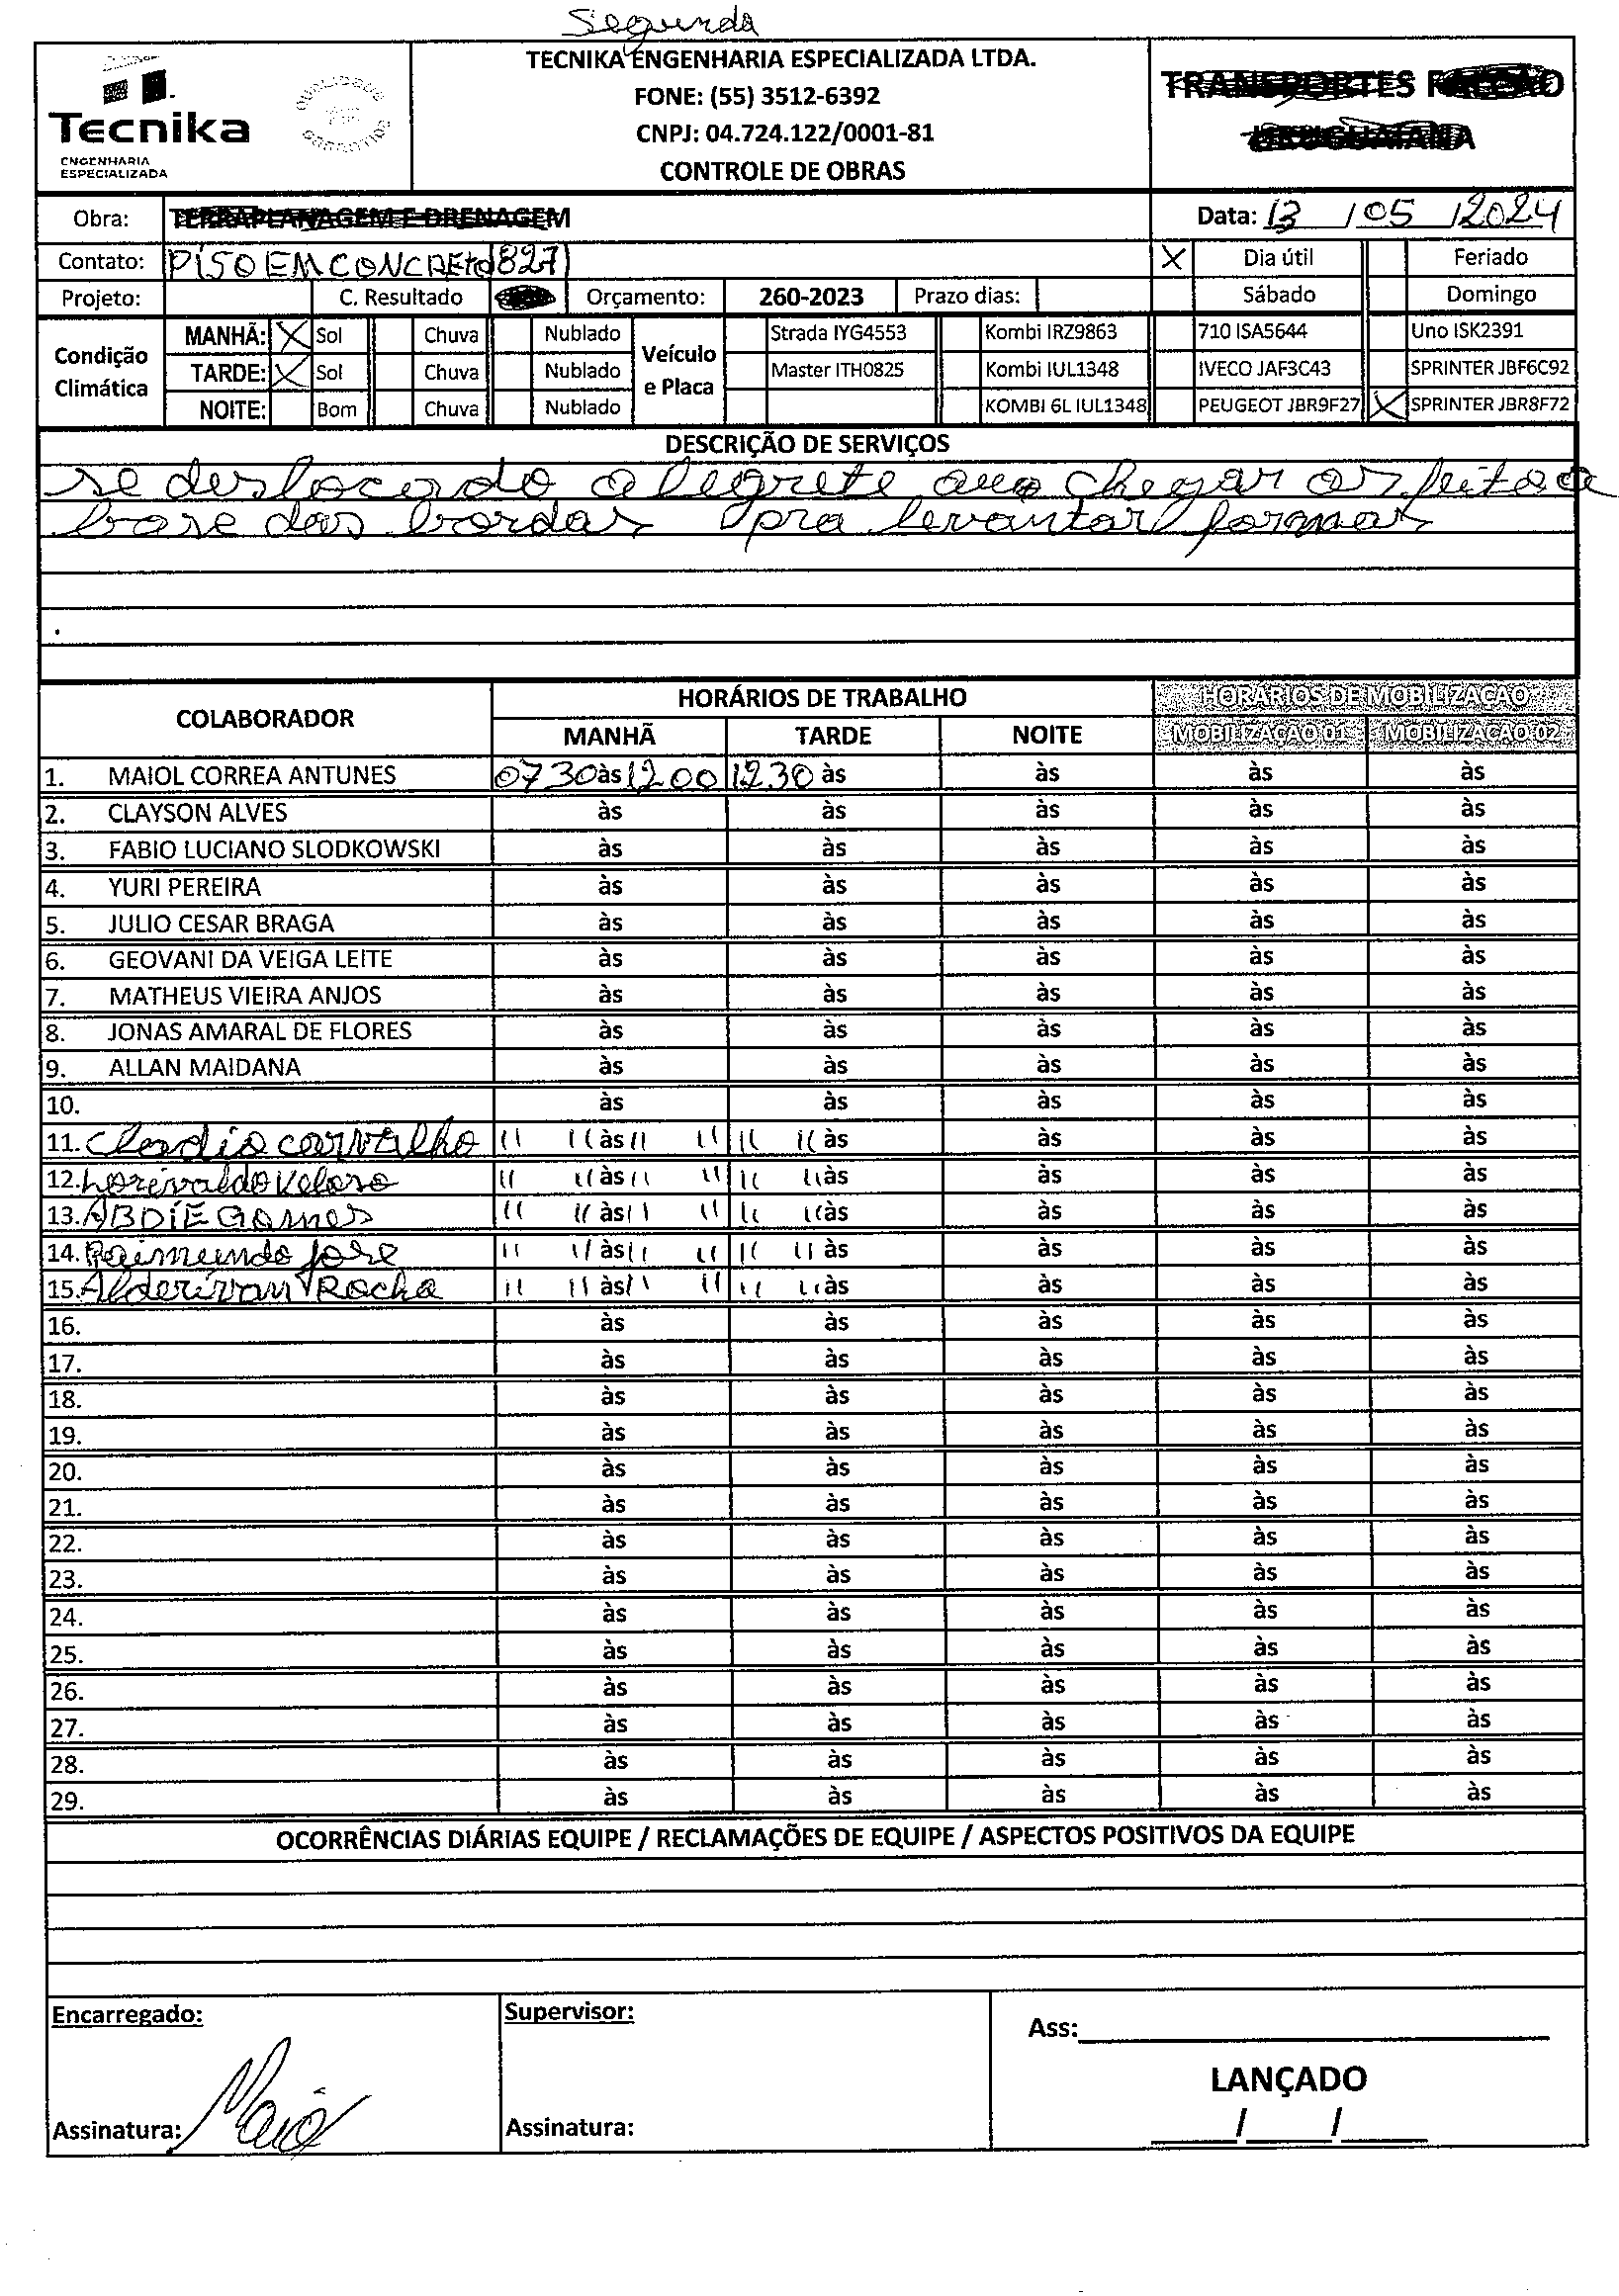 Segunda
Tecnika
ENGENHARIA
ESPECIALIZADA
TECNIKA ENGENHARIA ESPECIALIZADA LTDA.
FONE: (55) 3512-6392
CNPJ: 04.724.122/0001-81
CONTROLE DE OBRAS
TRANSPORTES
URUGUAIANA
Obra: TERRAPLANAGEM E DRENAGEM
Data: 13 / 05 / 2024
Contato: PISO EM CONCRETO 827
X Dia útil Feriado
Projeto: C. Resultado Orçamento: 260-2023 Prazo dias: Sábado Domingo
Condição Climática
MANHÃ: X Sol Chuva Nublado
TARDE: X Sol Chuva Nublado
NOITE: Bom Chuva Nublado
Veículo e Placa
Strada IYG4553 Kombi IRZ9863 710 ISA5644 Uno ISK2391
Master ITH0825 Kombi IUL1348 IVECO JAF3C43 SPRINTER JBF6C92
KOMBI 6L IUL1348 PEUGEOT JBR9F27 X SPRINTER JBR8F72
DESCRIÇÃO DE SERVIÇOS
se deslocardo alegrete chegar feito a
base das bordas pra levantar formas
COLABORADOR
HORÁRIOS DE TRABALHO
HORÁRIOS DE MOBILIZAÇÃO
MANHÃ TARDE NOITE MOBILIZAÇÃO 01 MOBILIZAÇÃO 02
1. MAIOL CORREA ANTUNES 0730 às 12.00 12.30 às às às às
2. CLAYSON ALVES às às às às às
3. FABIO LUCIANO SLODKOWSKI às às às às às
4. YURI PEREIRA às às às às às
5. JULIO CESAR BRAGA às às às às às
6. GEOVANI DA VEIGA LEITE às às às às às
7. MATHEUS VIEIRA ANJOS às às às às às
8. JONAS AMARAL DE FLORES às às às às às
9. ALLAN MAIDANA às às às às às
10. às às às às às
11. Clodio carvalho " " às " " " " às às às às
12. Lorivaldo Veloso " " às " " " " às às às às
13. ABDIE Gomes " " às " " " " às às às às
14. Raimundo jose " " às " " " " às às às às
15. Alderivan Rocha " " às " " " " às às às às
16. às às às às às
17. às às às às às
18. às às às às às
19. às às às às às
20. às às às às às
21. às às às às às
22. às às às às às
23. às às às às às
24. às às às às às
25. às às às às às
2626. às às às às às
27. às às às às às
28. às às às às às
29. às às às às às
OCORRÊNCIAS DIÁRIAS EQUIPE / RECLAMAÇÕES DE EQUIPE / ASPECTOS POSITIVOS DA EQUIPE
Encarregado:
Supervisor:
Ass:
LANÇADO
Assinatura: Maio
Assinatura:
/ /